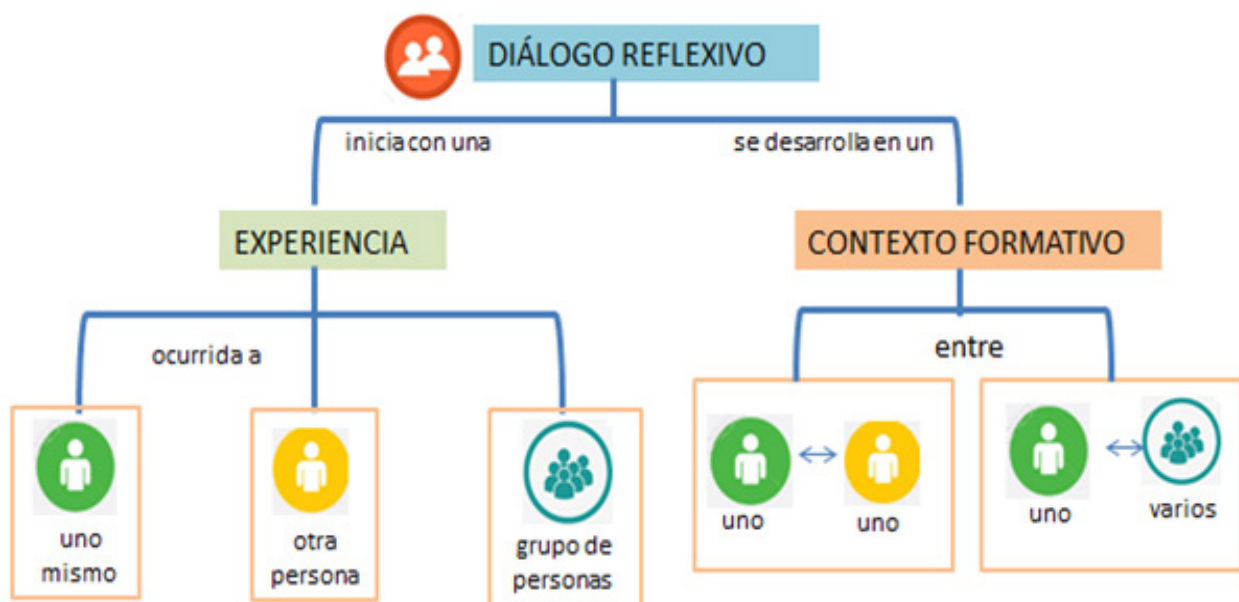 DIÁLOGO REFLEXIVO
inicia con una
se desarrolla en un
EXPERIENCIA
CONTEXTO FORMATIVO
ocurrida a
entre
uno
mismo
otra
persona
grupo de
personas
uno
uno
uno
varios